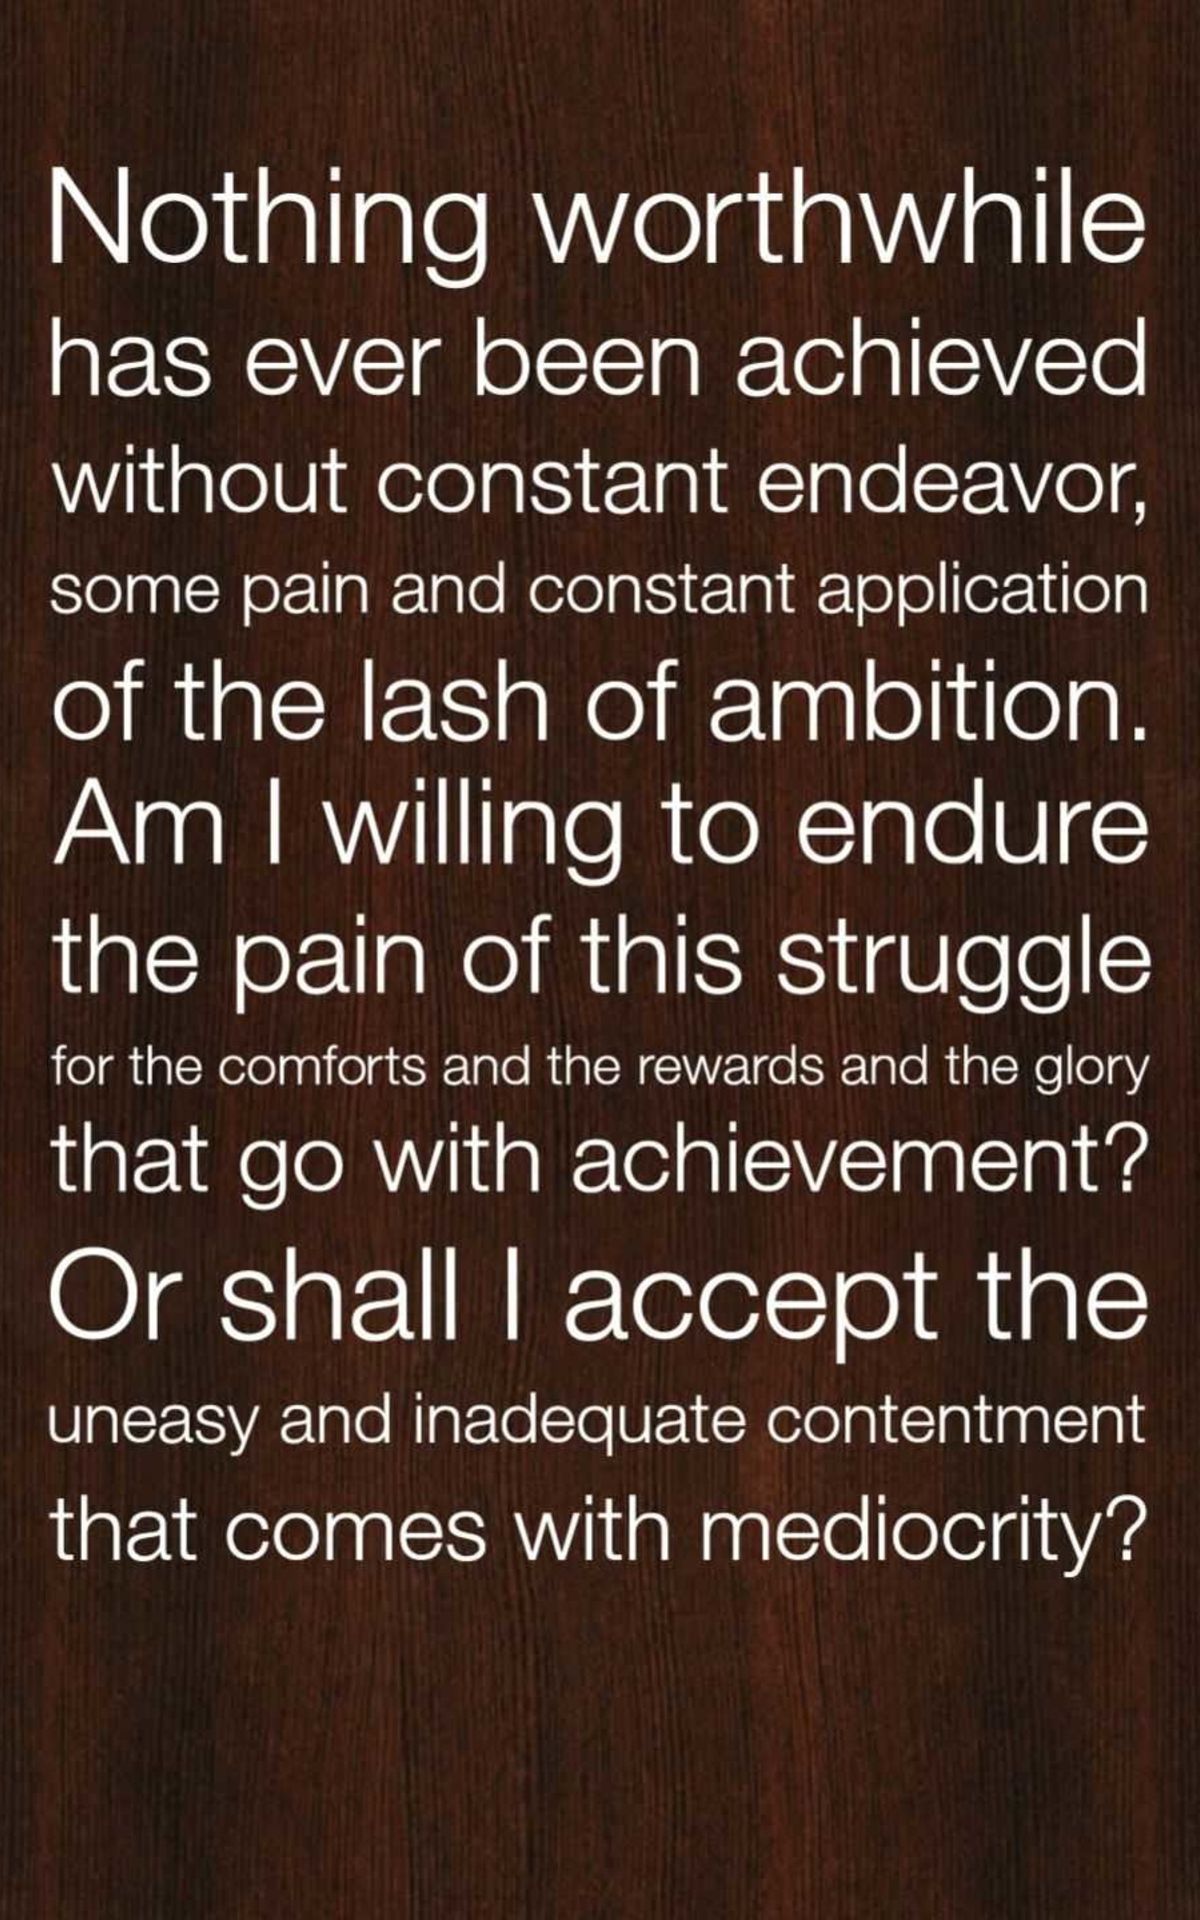 Nothing worthwhile
has ever been achieved
without constant endeavor,
some pain and constant application
of the lash of ambition.
Am I willing to endure
the pain of this struggle
for the comforts and the rewards and the glory
that go with achievement?
Or shall I accept the
uneasy and inadequate contentment
that comes with mediocrity?